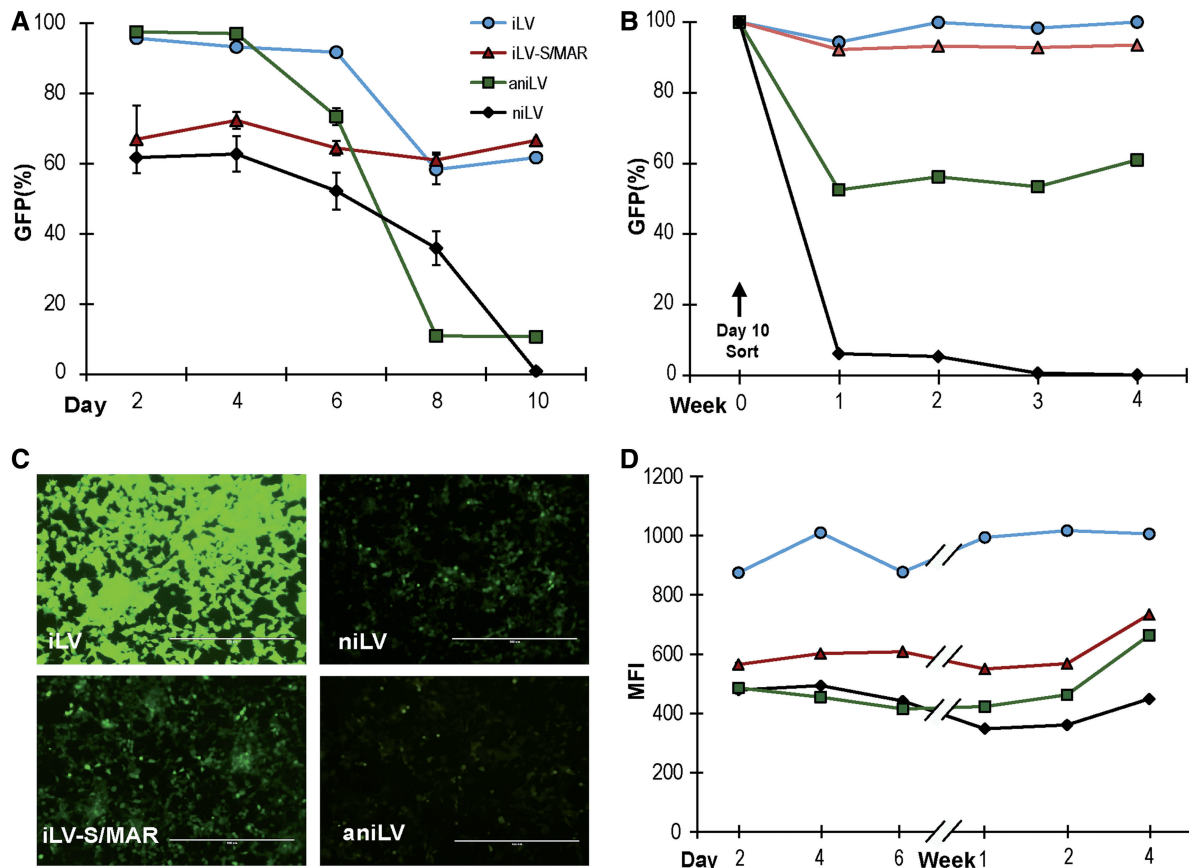 A
GFP(%)
100
80
60
40
20
0
Day
2
4
6
8
10
iLV
iLV-S/MAR
aniLV
niLV
B
GFP(%)
100
80
60
40
20
0
Day 10
Sort
Week
0
1
2
3
4
C
iLV
niLV
iLV-S/MAR
aniLV
D
MFI
1200
1000
800
600
400
200
0
Day
2
4
6
Week
1
2
4